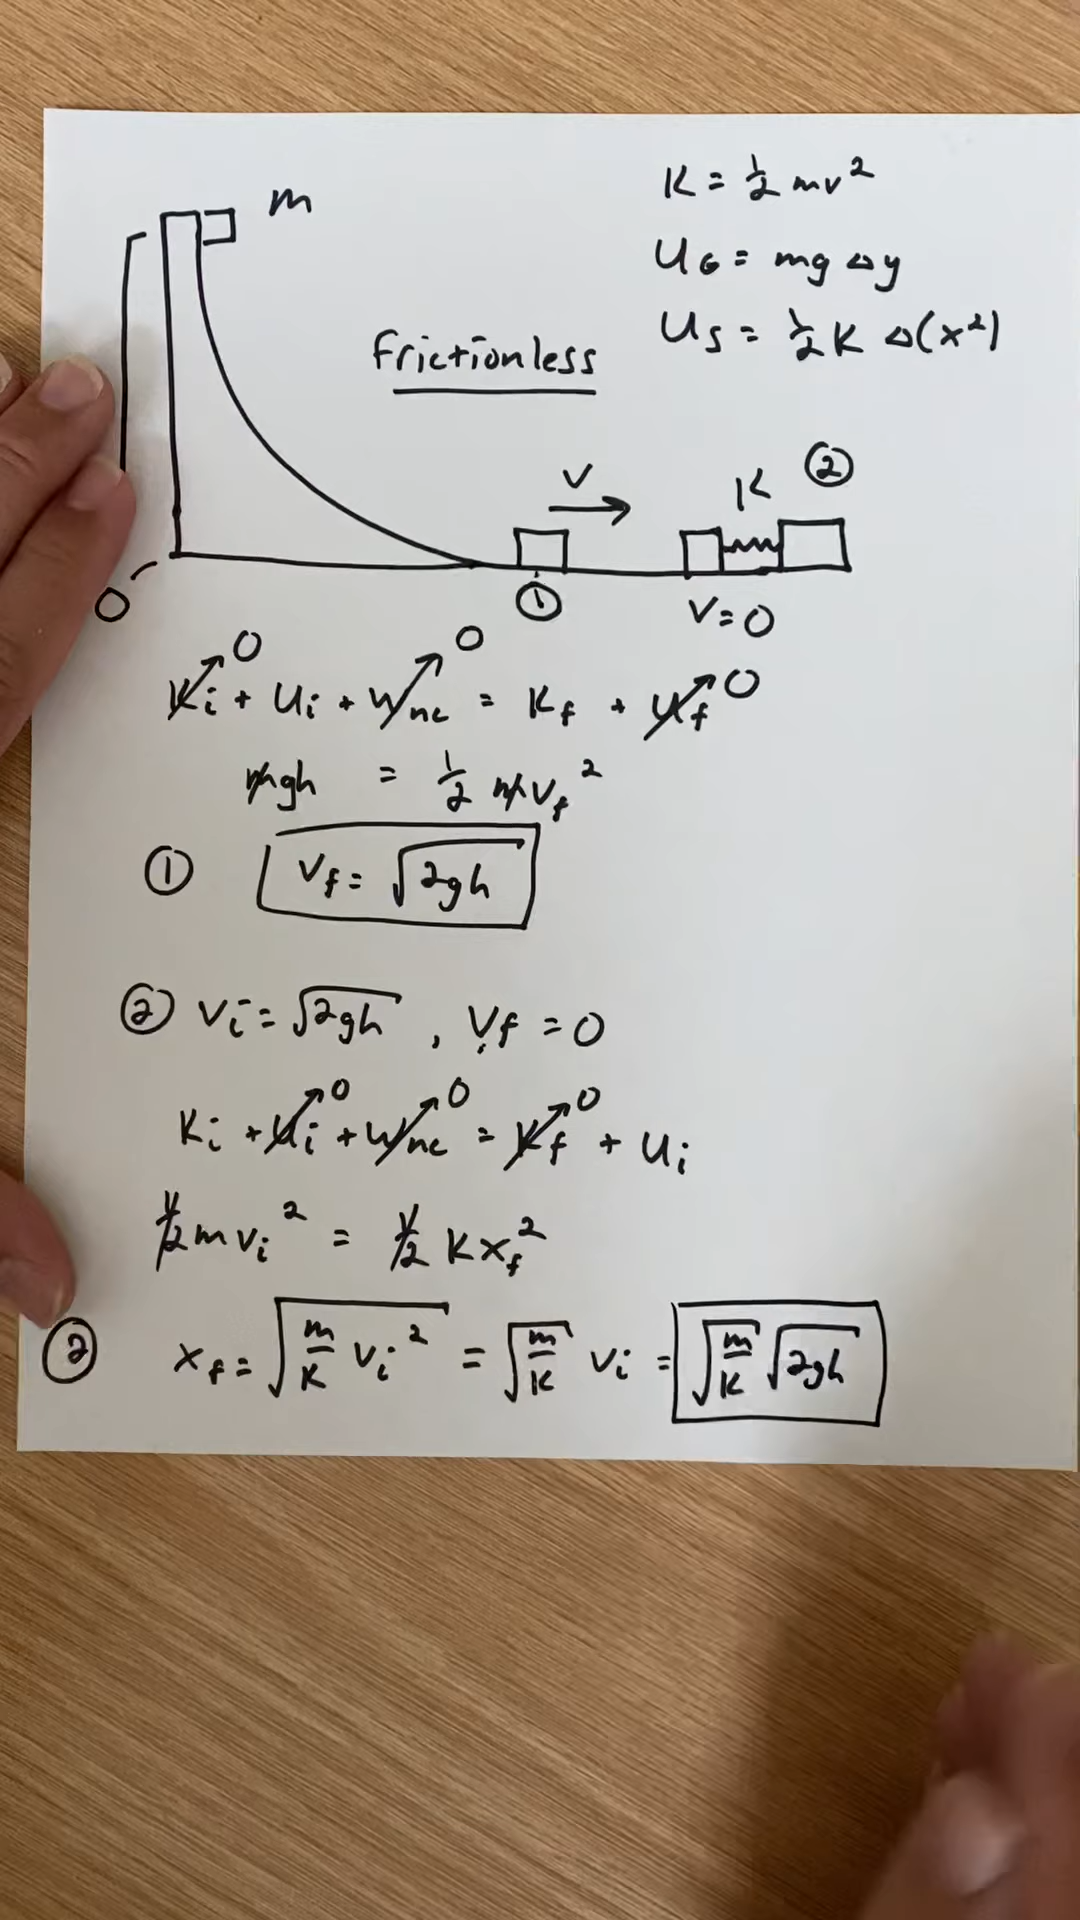 m
K = ½ mv²
U_G = mg Δy
U_S = ½ K Δ(x²)
frictionless
V
K
②
0
①
V = 0
0 0 0
K_i + U_i + W_nc = K_f + U_f
mgh = ½ m v_f²
① V_f = √2gh
② V_i = √2gh , V_f = 0
0 0 0
K_i + U_i + W_nc = K_f + U_i
½ m v_i² = ½ K x_f²
② x_f = √(m/K v_i²) = √(m/K) v_i = √(m/K) √2gh